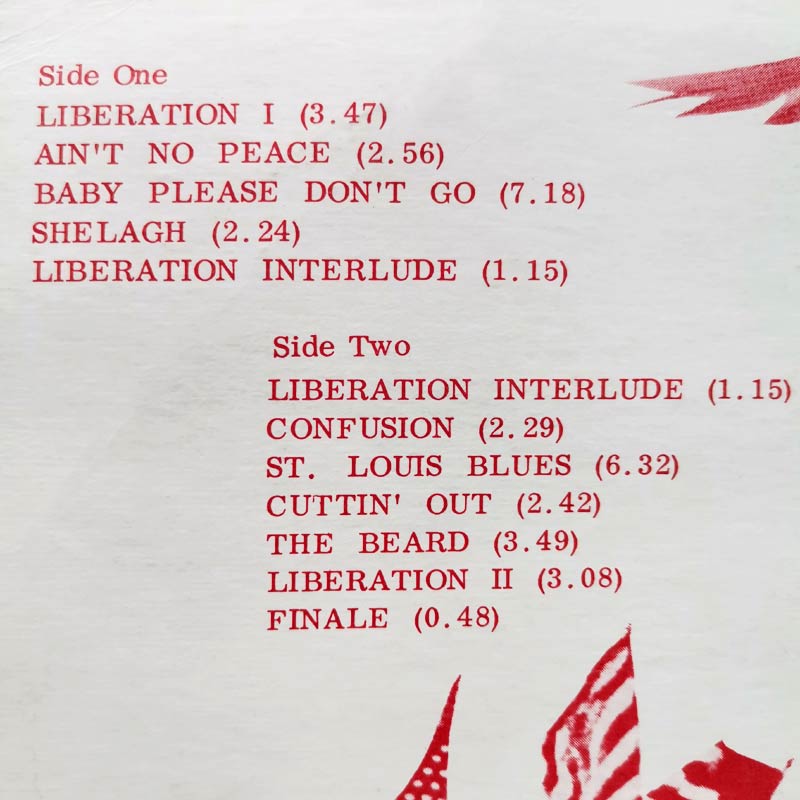 Side One
LIBERATION I (3.47)
AIN'T NO PEACE (2.56)
BABY PLEASE DON'T GO (7.18)
SHELAGH (2.24)
LIBERATION INTERLUDE (1.15)
Side Two
LIBERATION INTERLUDE (1.15)
CONFUSION (2.29)
ST. LOUIS BLUES (6.32)
CUTTIN' OUT (2.42)
THE BEARD (3.49)
LIBERATION II (3.08)
FINALE (0.48)